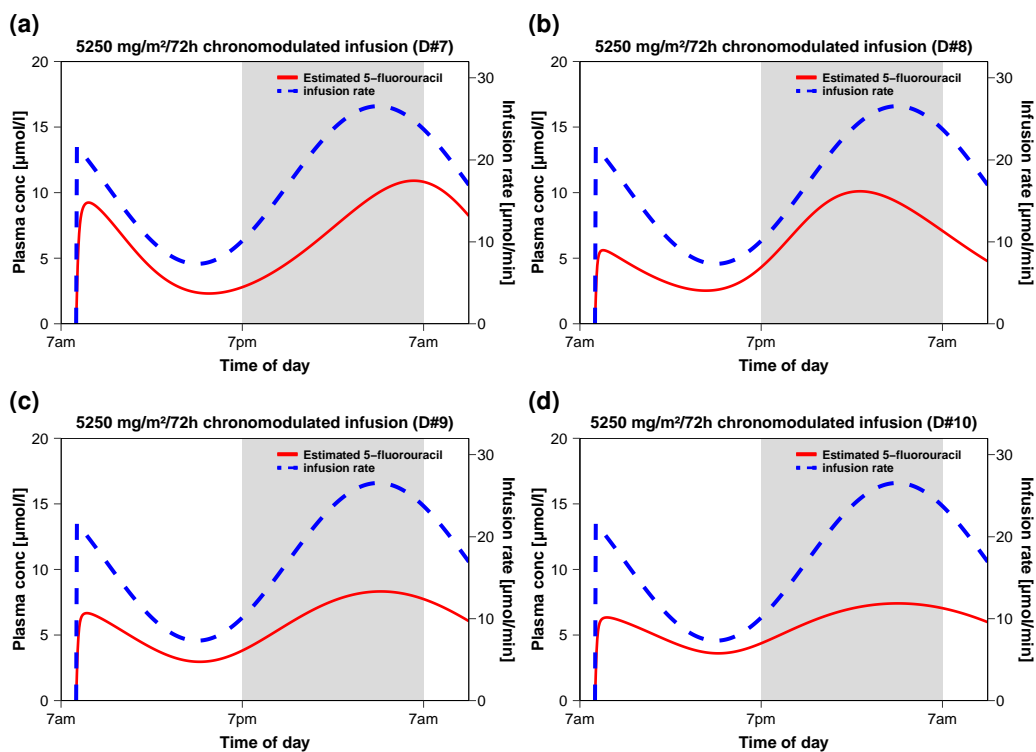 (a)
5250 mg/m²/72h chronomodulated infusion (D#7)
Estimated 5−fluorouracil
infusion rate
Plasma conc [µmol/l]
0
5
10
15
20
Infusion rate [µmol/min]
0
10
20
30
7am
7pm
7am
Time of day
(b)
5250 mg/m²/72h chronomodulated infusion (D#8)
Estimated 5−fluorouracil
infusion rate
Plasma conc [µmol/l]
0
5
10
15
20
Infusion rate [µmol/min]
0
10
20
30
7am
7pm
7am
Time of day
(c)
5250 mg/m²/72h chronomodulated infusion (D#9)
Estimated 5−fluorouracil
infusion rate
Plasma conc [µmol/l]
0
5
10
15
20
Infusion rate [µmol/min]
0
10
20
30
7am
7pm
7am
Time of day
(d)
5250 mg/m²/72h chronomodulated infusion (D#10)
Estimated 5−fluorouracil
infusion rate
Plasma conc [µmol/l]
0
5
10
15
20
Infusion rate [µmol/min]
0
10
20
30
7am
7pm
7am
Time of day